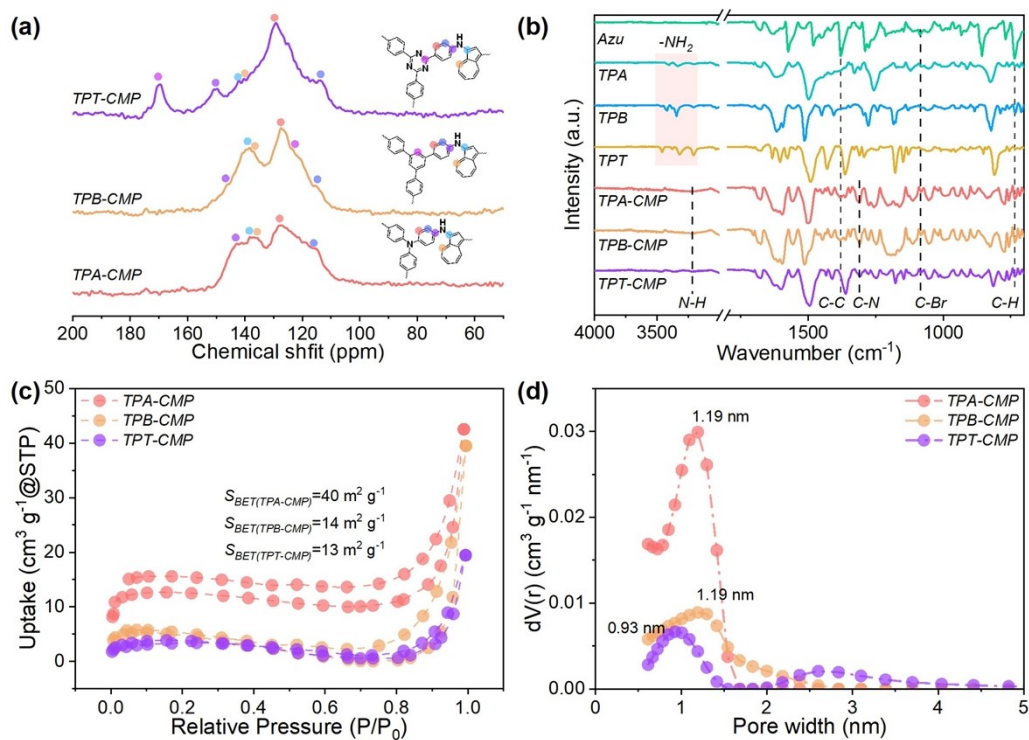 (a)
-NH2
TPT-CMP
TPB-CMP
TPA-CMP
H
N
N
N
N
H
N
H
N
N
200 150 100 50
Chemical shfit (ppm)
(b)
Intensity (a.u.)
Azu
TPA
TPB
TPT
TPA-CMP
TPB-CMP
TPT-CMP
N-H C-C C-N C-Br C-H
4000 3500 1500 1000
Wavenumber (cm-1)
(c)
Uptake (cm3 g-1@STP)
50
40
30
20
10
0
TPA-CMP
TPB-CMP
TPT-CMP
SBET(TPA-CMP)=40 m2 g-1
SBET(TPB-CMP)=14 m2 g-1
SBET(TPT-CMP)=13 m2 g-1
0.0 0.2 0.4 0.6 0.8 1.0
Relative Pressure (P/P0)
(d)
dV(r) (cm3 g-1 nm-1)
0.03
0.02
0.01
0.00
1.19 nm
1.19 nm
0.93 nm
TPA-CMP
TPB-CMP
TPT-CMP
0 1 2 3 4 5
Pore width (nm)